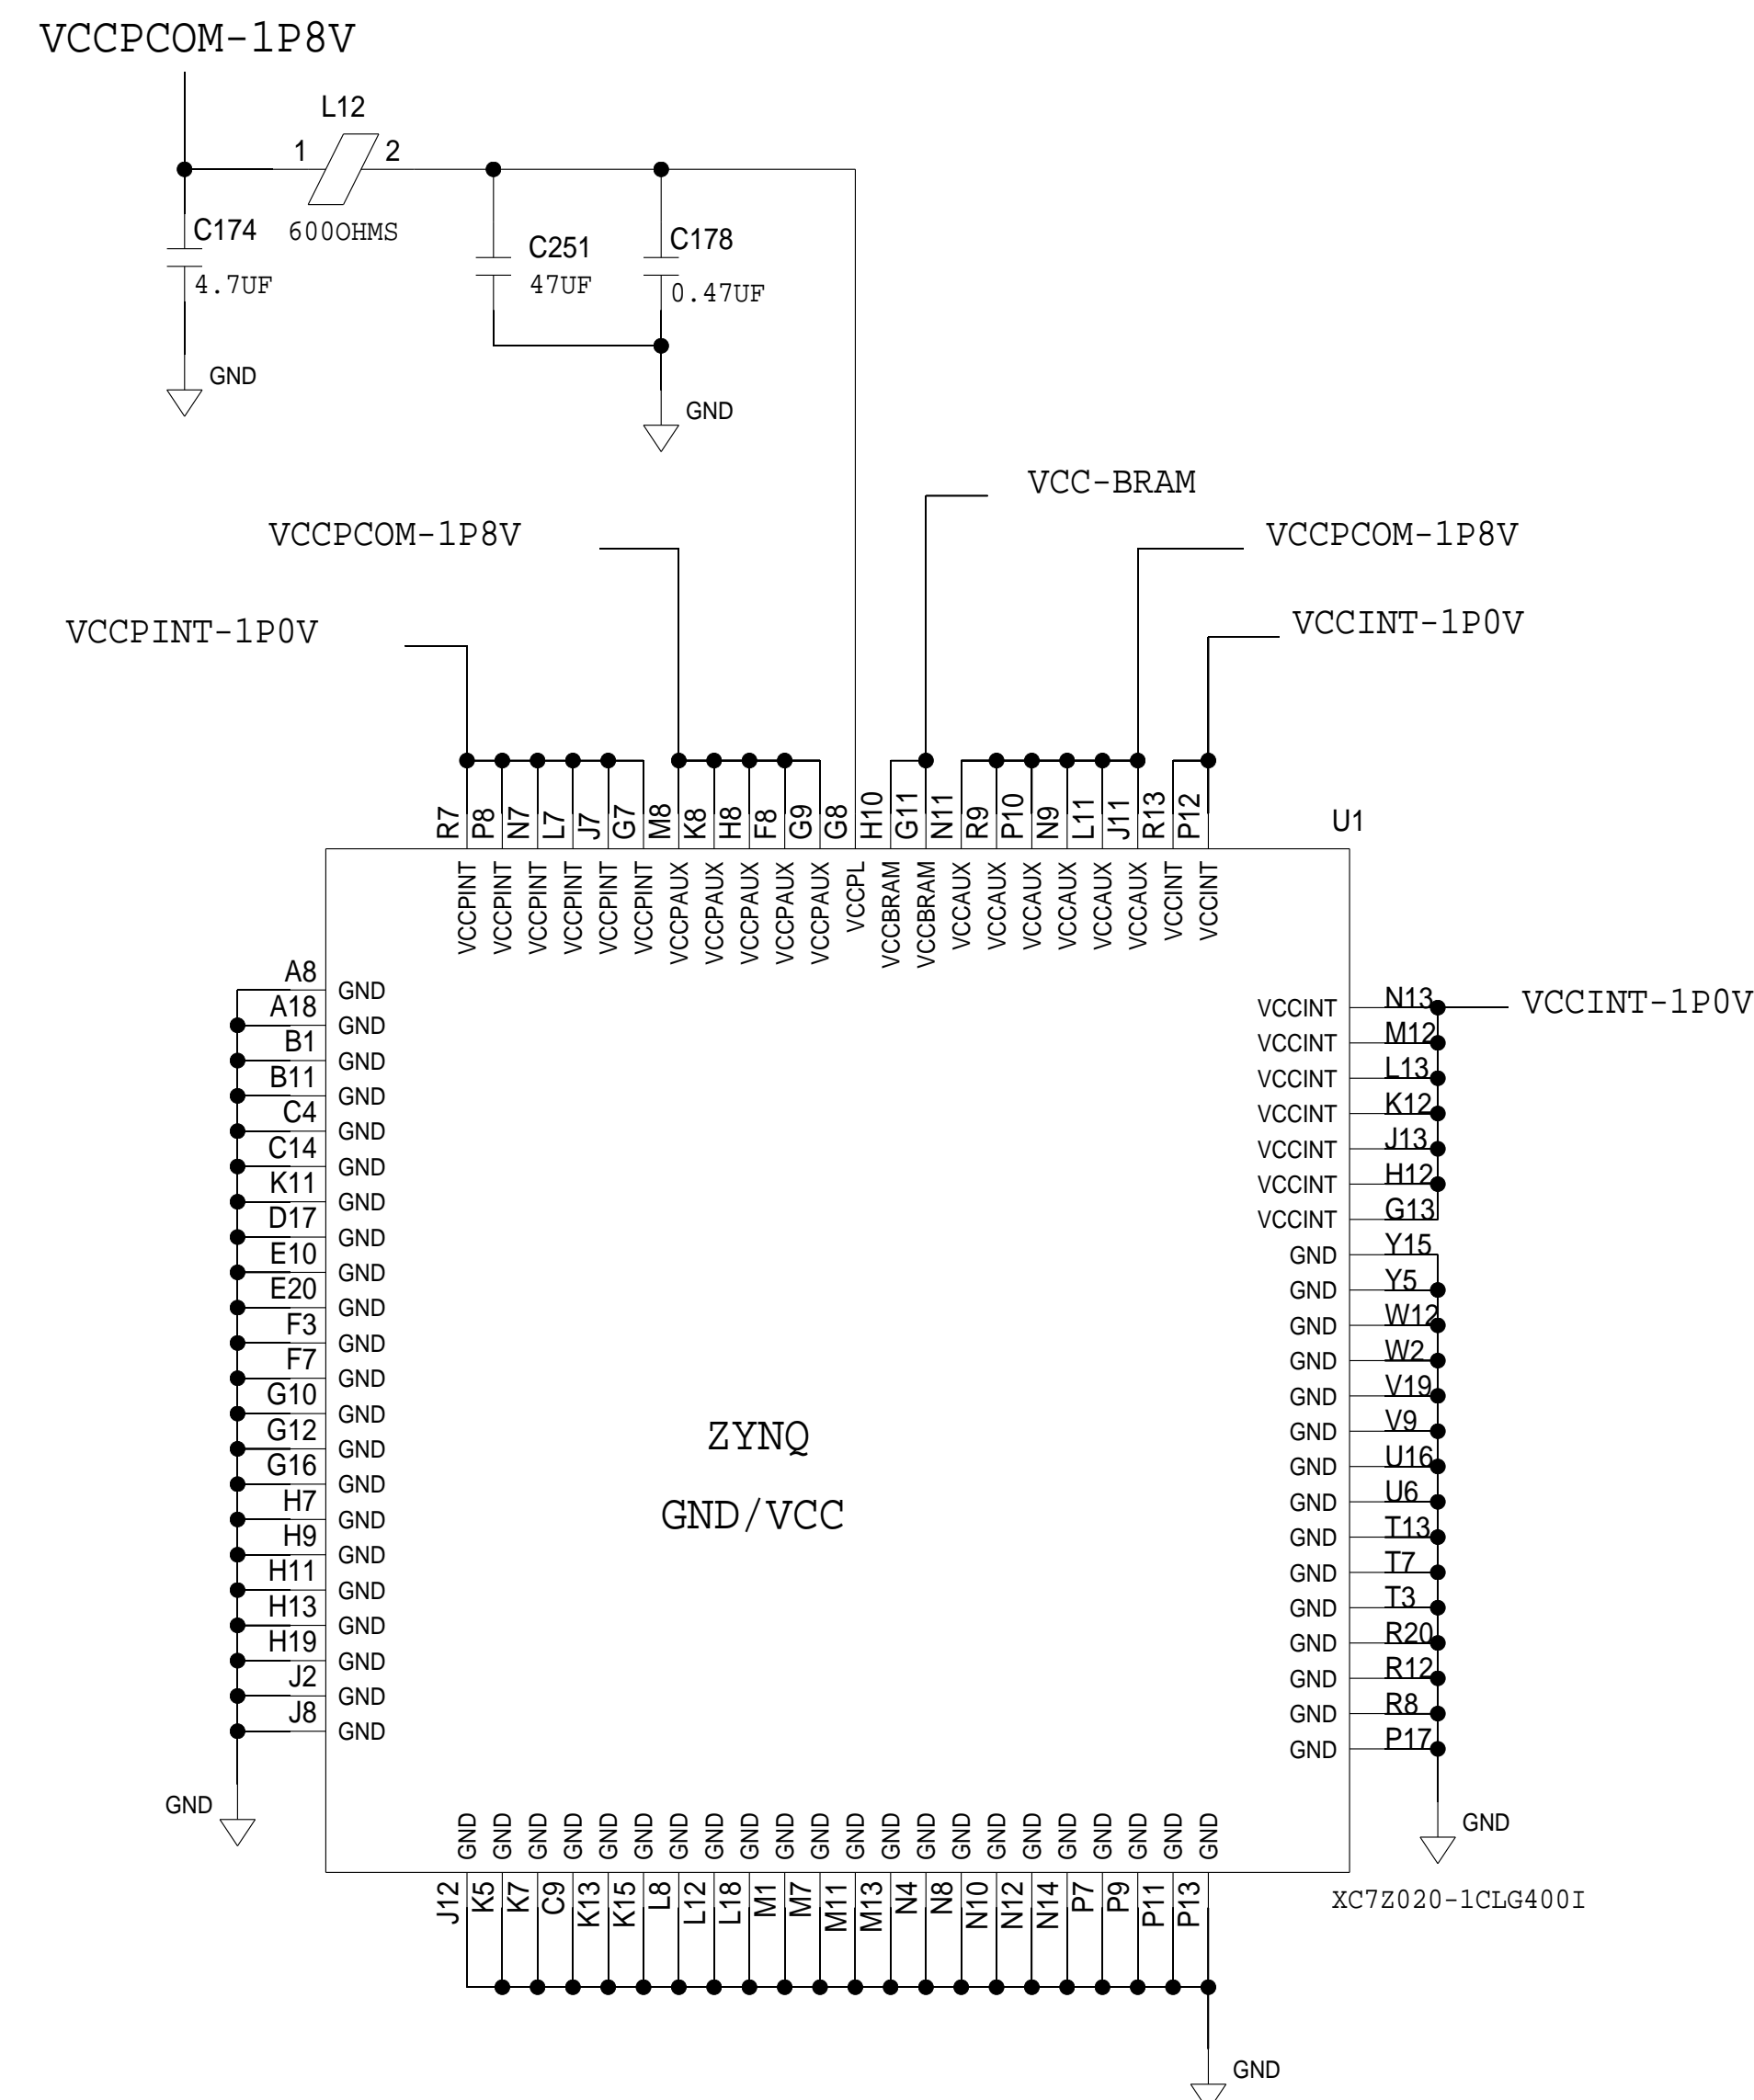 VCCPCOM-1P8V
L12
1 2
C174 600OHMS
4.7UF
C251
47UF
C178
0.47UF
GND
GND
VCC-BRAM
VCCPCOM-1P8V
VCCPCOM-1P8V
VCCPINT-1P0V
VCCINT-1P0V
R7 P8 N7 L7 J7 G7 M8 K8 H8 F8 G9 G8 H10 G11 N11 R9 P10 N9 L11 J11 R13 P12
U1
VCCPINT VCCPINT VCCPINT VCCPINT VCCPINT VCCPINT VCCPAUX VCCPAUX VCCPAUX VCCPAUX VCCPAUX VCCPL VCCBRAM VCCBRAM VCCAUX VCCAUX VCCAUX VCCAUX VCCAUX VCCAUX VCCINT VCCINT
A8 GND
A18 GND
B1 GND
B11 GND
C4 GND
C14 GND
K11 GND
D17 GND
E10 GND
E20 GND
F3 GND
F7 GND
G10 GND
G12 GND
G16 GND
H7 GND
H9 GND
H11 GND
H13 GND
H19 GND
J2 GND
J8 GND
GND
ZYNQ
GND/VCC
VCCINT N13 VCCINT-1P0V
VCCINT M12
VCCINT L13
VCCINT K12
VCCINT J13
VCCINT H12
VCCINT G13
GND Y15
GND Y5
GND W12
GND W2
GND V19
GND V9
GND U16
GND U6
GND T13
GND T7
GND T3
GND R20
GND R12
GND R8
GND P17
GND
GND GND GND GND GND GND GND GND GND GND GND GND GND GND GND GND GND GND GND GND GND GND
J12 K5 K7 C9 K13 K15 L8 L12 L18 M1 M7 M11 M13 N4 N8 N10 N12 N14 P7 P9 P11 P13
XC7Z020-1CLG400I
GND